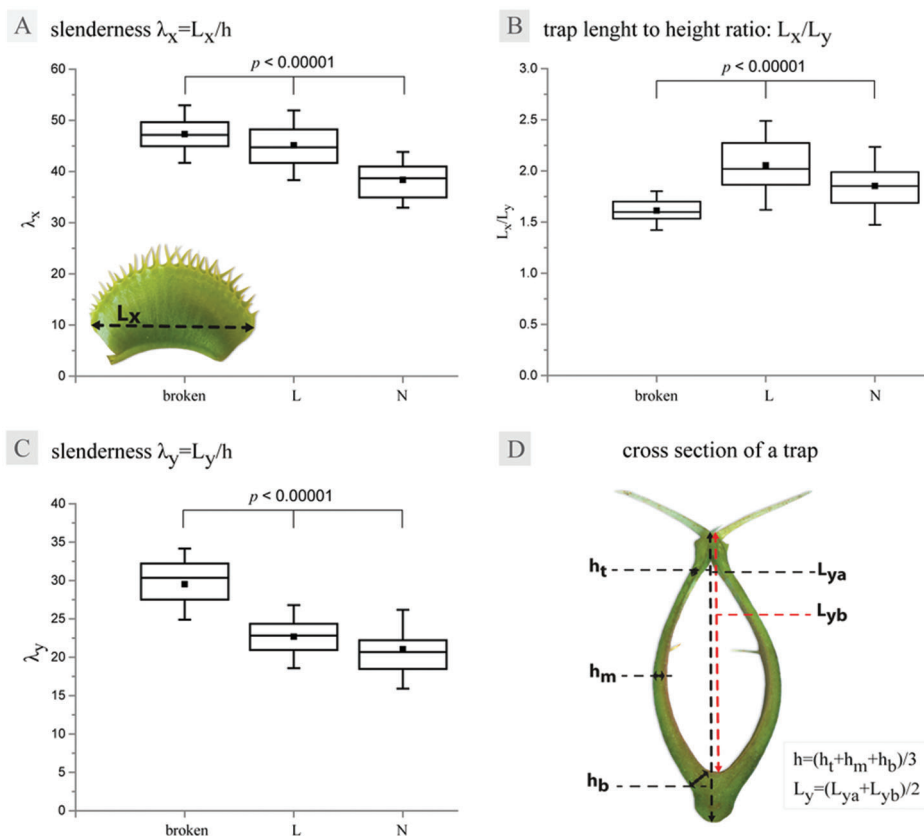 A slenderness λx=Lx/h
p < 0.00001
60
50
40
30
20
10
0
λx
Lx
broken L N
B trap lenght to height ratio: Lx/Ly
p < 0.00001
3.0
2.5
2.0
1.5
1.0
0.5
0.0
Lx/Ly
broken L N
C slenderness λy=Ly/h
p < 0.00001
40
35
30
25
20
15
10
5
0
λy
broken L N
D cross section of a trap
ht
Lya
Lyb
hm
hb
h=(ht+hm+hb)/3
Ly=(Lya+Lyb)/2